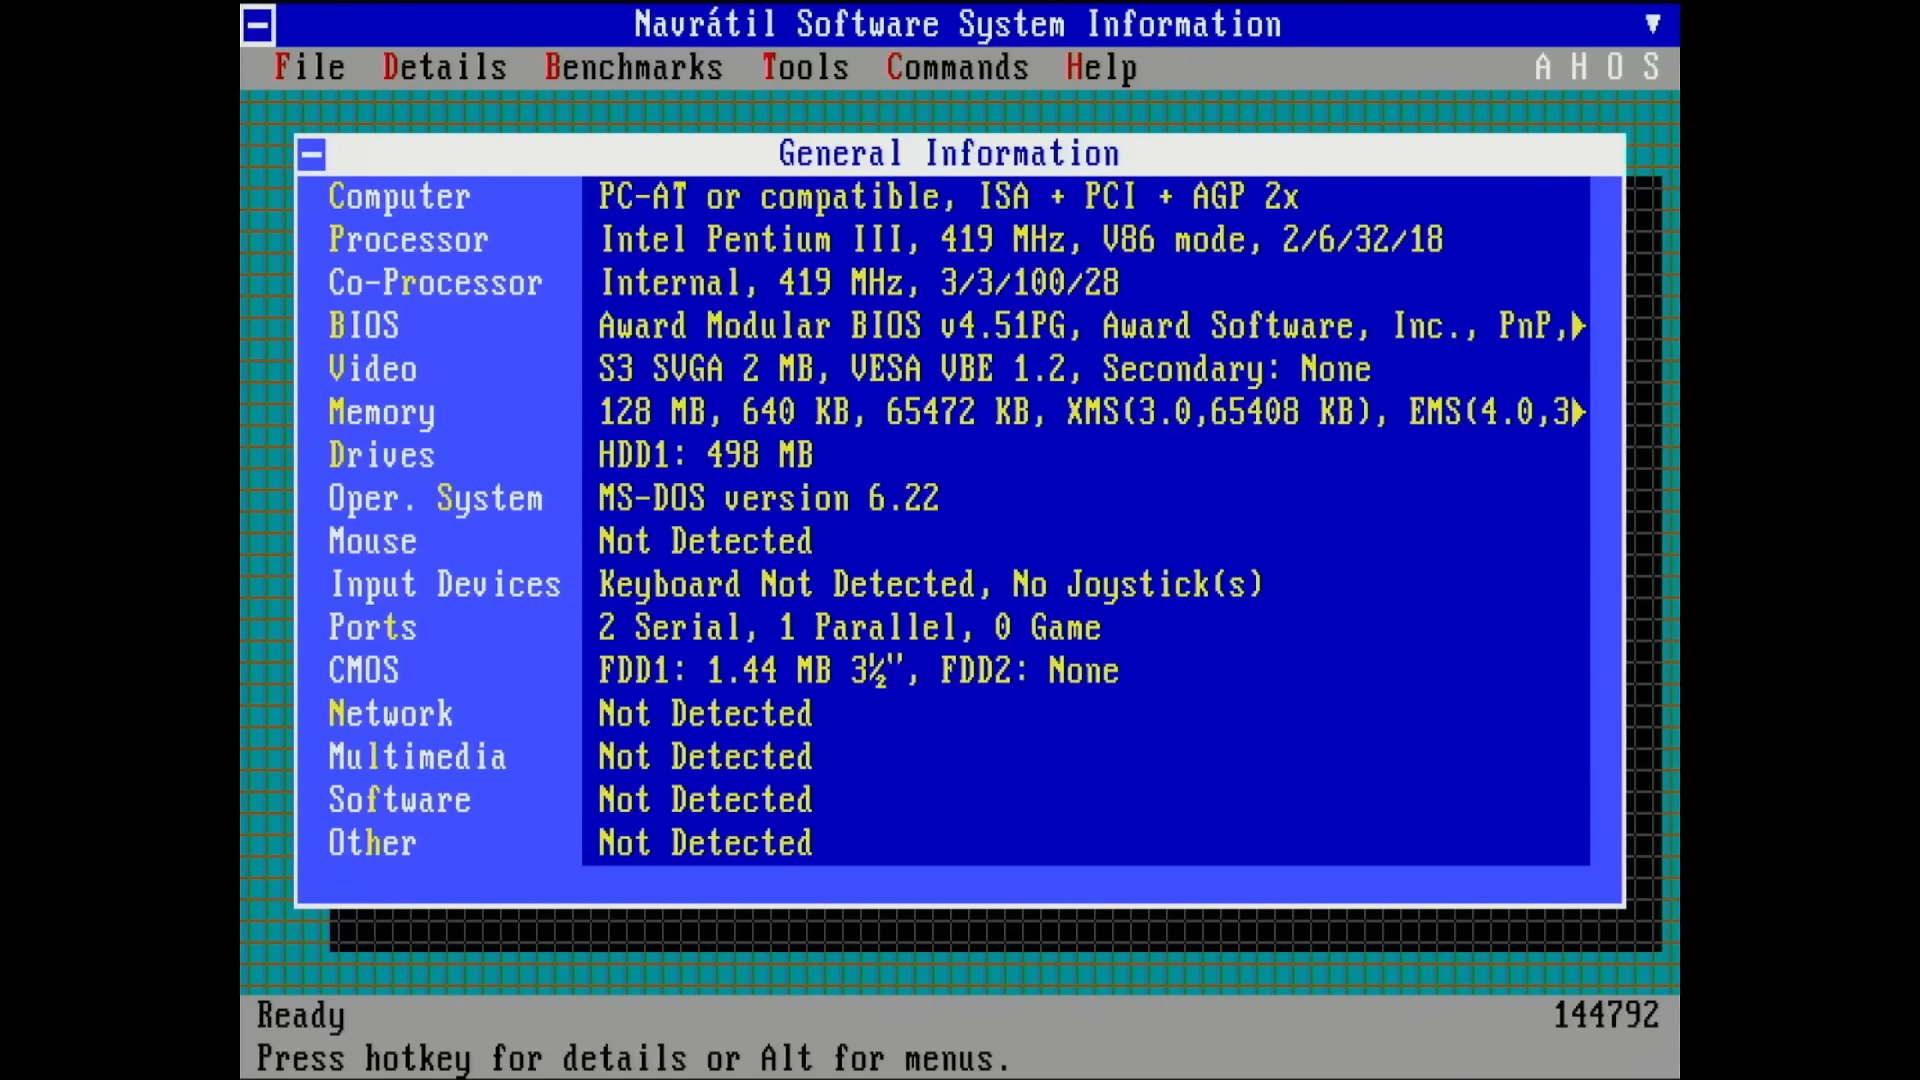 Navrátil Software System Information
File Details Benchmarks Tools Commands Help A H O S
General Information
Computer PC-AT or compatible, ISA + PCI + AGP 2x
Processor Intel Pentium III, 419 MHz, V86 mode, 2/6/32/18
Co-Processor Internal, 419 MHz, 3/3/100/28
BIOS Award Modular BIOS v4.51PG, Award Software, Inc., PnP,
Video S3 SVGA 2 MB, VESA VBE 1.2, Secondary: None
Memory 128 MB, 640 KB, 65472 KB, XMS(3.0,65408 KB), EMS(4.0,3
Drives HDD1: 498 MB
Oper. System MS-DOS version 6.22
Mouse Not Detected
Input Devices Keyboard Not Detected, No Joystick(s)
Ports 2 Serial, 1 Parallel, 0 Game
CMOS FDD1: 1.44 MB 3½", FDD2: None
Network Not Detected
Multimedia Not Detected
Software Not Detected
Other Not Detected
Ready 144792
Press hotkey for details or Alt for menus.